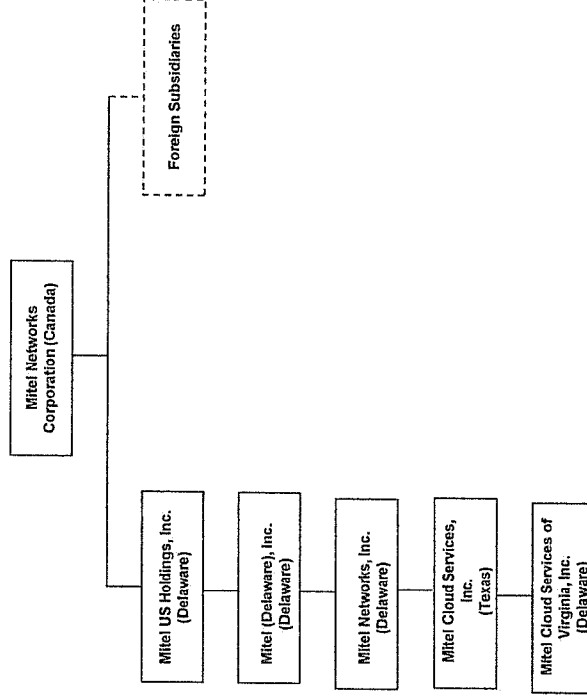 Mitel Networks
Corporation (Canada)
Foreign Subsidiaries
Mitel US Holdings, Inc.
(Delaware)
Mitel (Delaware), Inc.
(Delaware)
Mitel Networks, Inc.
(Delaware)
Mitel Cloud Services,
Inc.
(Texas)
Mitel Cloud Services of
Virginia, Inc.
(Delaware)